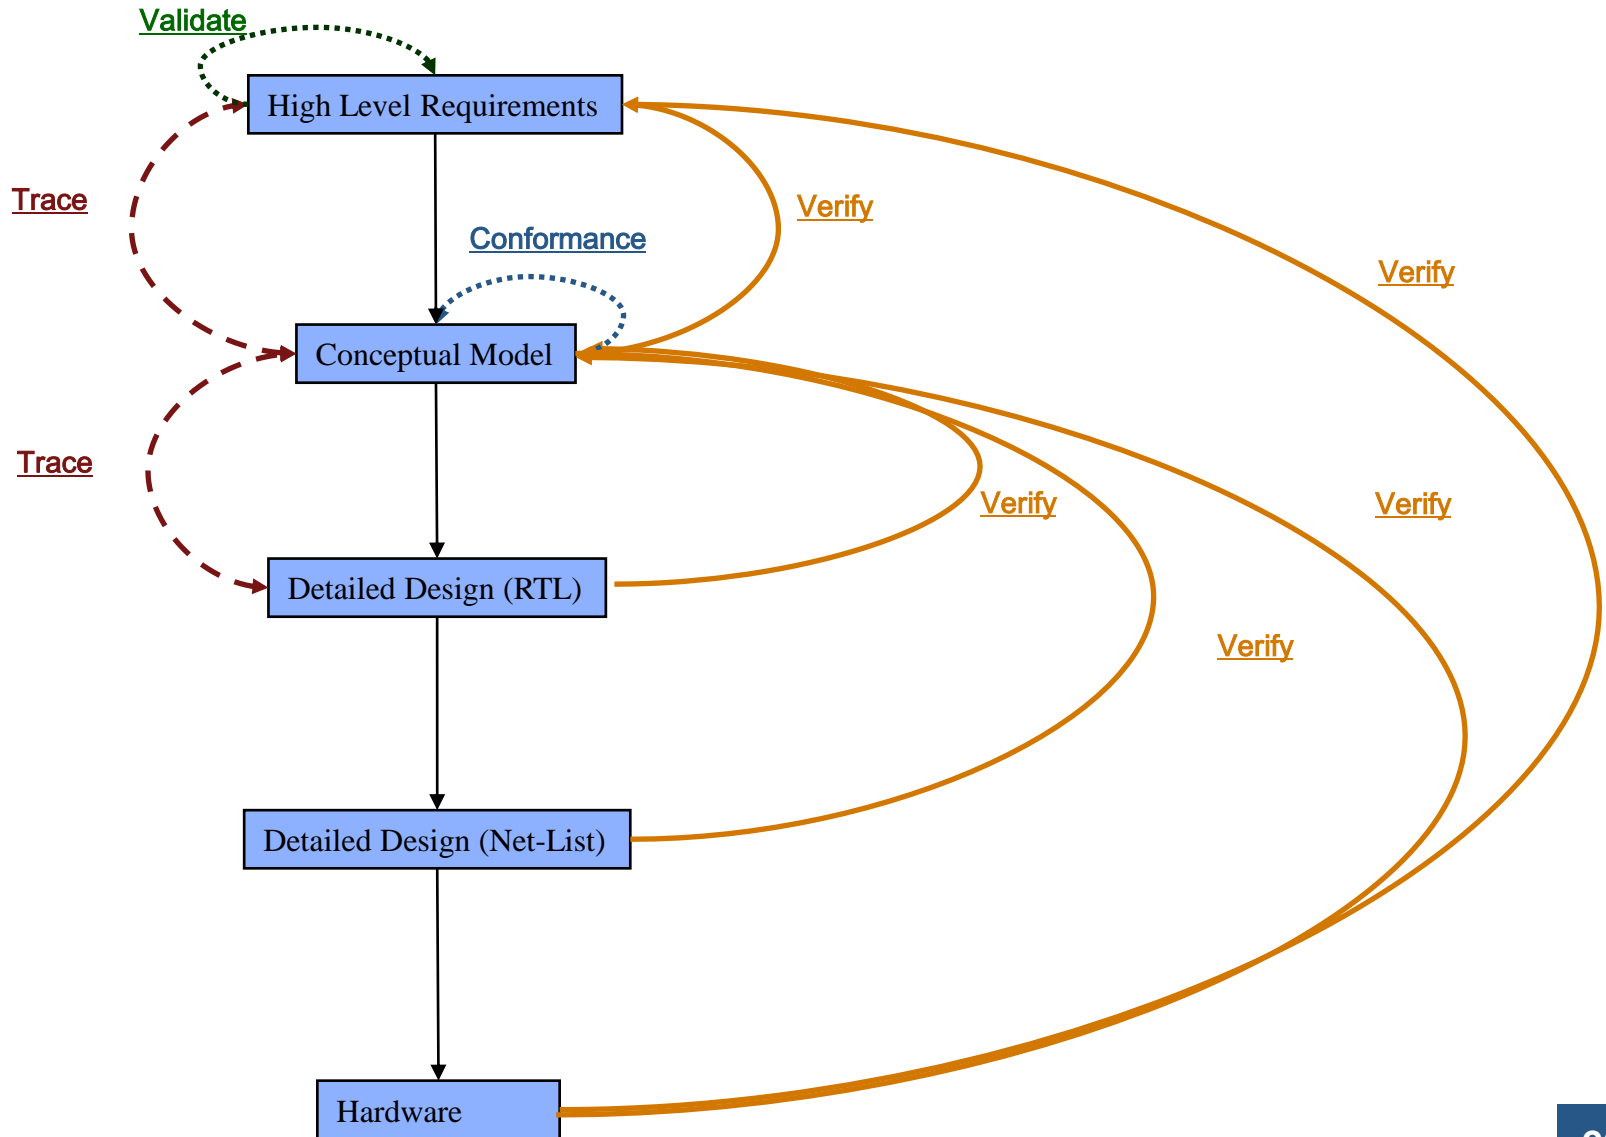 Validate
High Level Requirements
Trace
Verify
Conformance
Verify
Conceptual Model
Trace
Verify
Verify
Detailed Design (RTL)
Verify
Detailed Design (Net-List)
Hardware